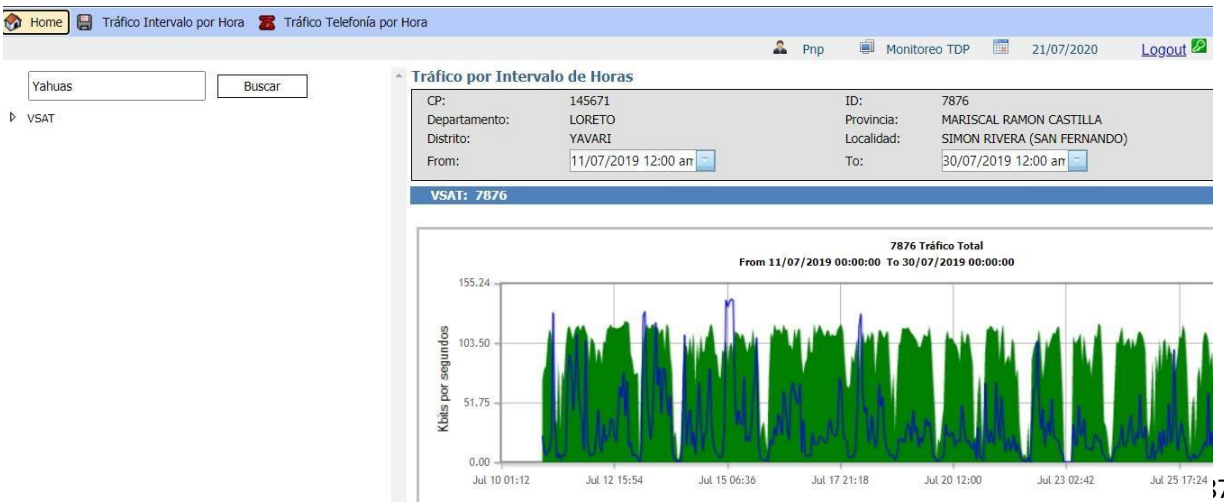 Home Tráfico Intervalo por Hora Tráfico Telefonía por Hora
Pnp Monitoreo TDP 21/07/2020 Logout
Yahuas Buscar
VSAT
Tráfico por Intervalo de Horas
CP: 145671 ID: 7876
Departamento: LORETO Provincia: MARISCAL RAMON CASTILLA
Distrito: YAVARI Localidad: SIMON RIVERA (SAN FERNANDO)
From: 11/07/2019 12:00 am To: 30/07/2019 12:00 am
VSAT: 7876
7876 Tráfico Total
From 11/07/2019 00:00:00 To 30/07/2019 00:00:00
Kbits por segundos
155.24
103.50
51.75
0.00
Jul 10 01:12 Jul 12 15:54 Jul 15 06:36 Jul 17 21:18 Jul 20 12:00 Jul 23 02:42 Jul 25 17:24